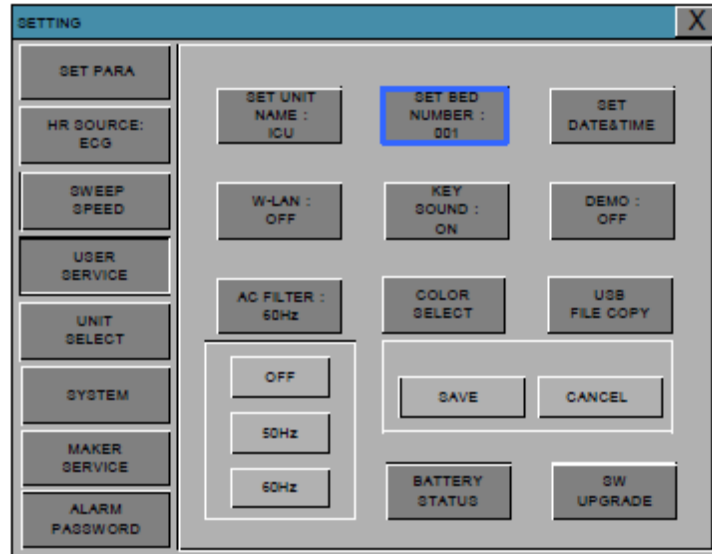 SETTING
X
SET PARA
HR SOURCE:
ECG
SWEEP
SPEED
USER
SERVICE
UNIT
SELECT
SYSTEM
MAKER
SERVICE
ALARM
PASSWORD
SET UNIT
NAME :
ICU
SET BED
NUMBER :
001
SET
DATE&TIME
W-LAN :
OFF
KEY
SOUND :
ON
DEMO :
OFF
AC FILTER :
60Hz
COLOR
SELECT
USB
FILE COPY
OFF
50Hz
60Hz
SAVE
CANCEL
BATTERY
STATUS
SW
UPGRADE